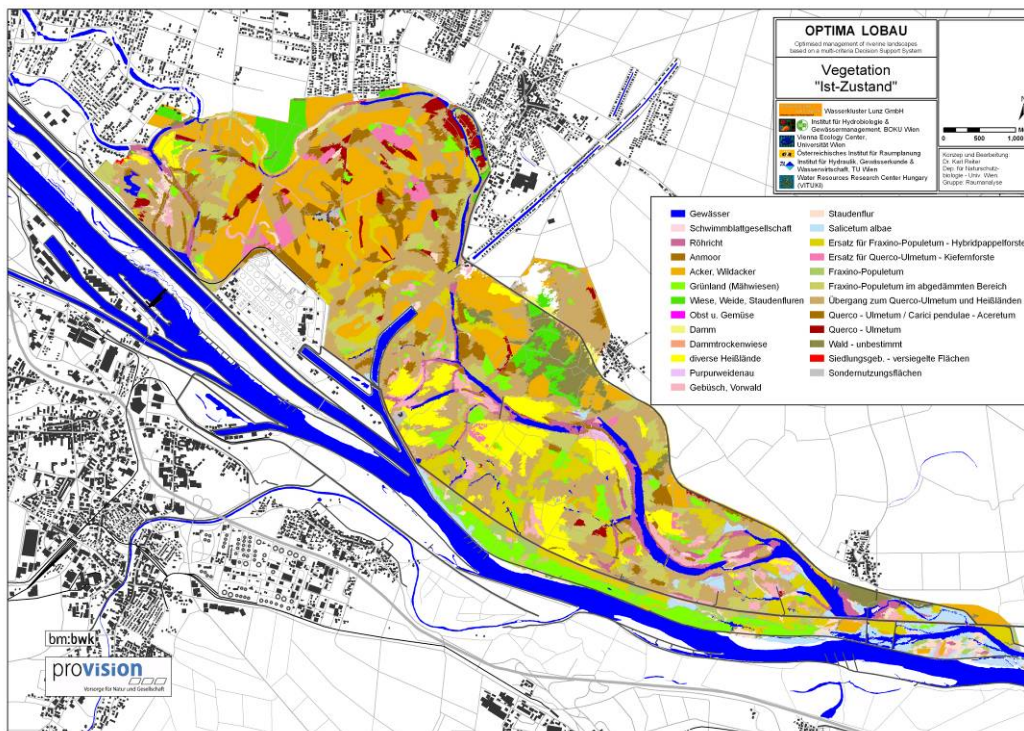 OPTIMA LOBAU
Optimised management of riverine landscapes
based on a multi-criteria Decision Support System
Vegetation
"Ist-Zustand"
Wasserkluster Lunz GmbH
Institut für Hydrobiologie &
Gewässermanagement, BOKU Wien
Vienna Ecology Center,
Universität Wien
Österreichisches Institut für Raumplanung
Institut für Hydraulik, Gewässerkunde &
Wasserwirtschaft, TU Wien
Water Resources Research Center Hungary
(VITUKI)
N
0 500 1,000
Konzept und Bearbeitung:
Dr. Karl Reiter
Dep. für Naturschutz-
biologie - Univ. Wien
Gruppe: Raumanalyse
Gewässer
Schwimmblattgesellschaft
Röhricht
Anmoor
Acker, Wildacker
Grünland (Mähwiesen)
Wiese, Weide, Staudenfluren
Obst u. Gemüse
Damm
Dammtrockenwiese
diverse Heißlände
Purpurweidenau
Gebüsch, Vorwald
Staudenflur
Salicetum albae
Ersatz für Fraxino-Populetum - Hybridpappelforste
Ersatz für Querco-Ulmetum - Kiefernforste
Fraxino-Populetum
Fraxino-Populetum im abgedämmten Bereich
Übergang zum Querco-Ulmetum und Heißländen
Querco - Ulmetum / Carici pendulae - Aceretum
Querco - Ulmetum
Wald - unbestimmt
Siedlungsgeb. - versiegelte Flächen
Sondernutzungsflächen
bm:bwk
provision
Vorsorge für Natur und Gesellschaft